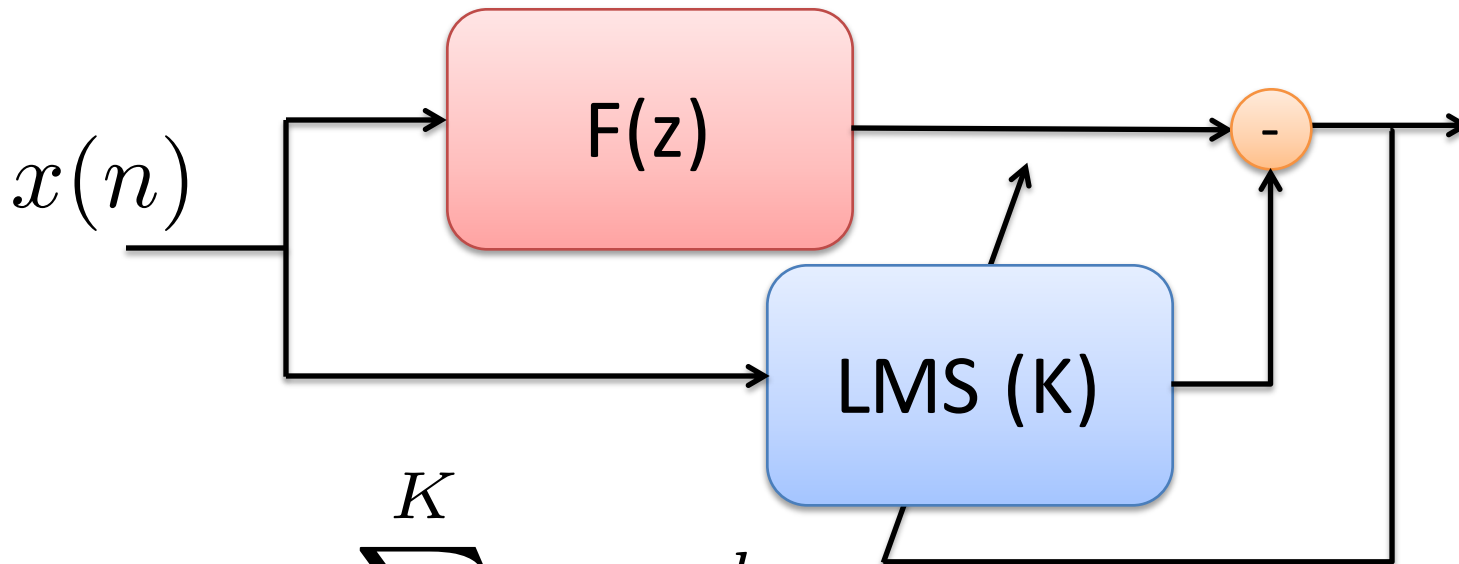 F(z)
-
x(n)
LMS (K)
K
∑